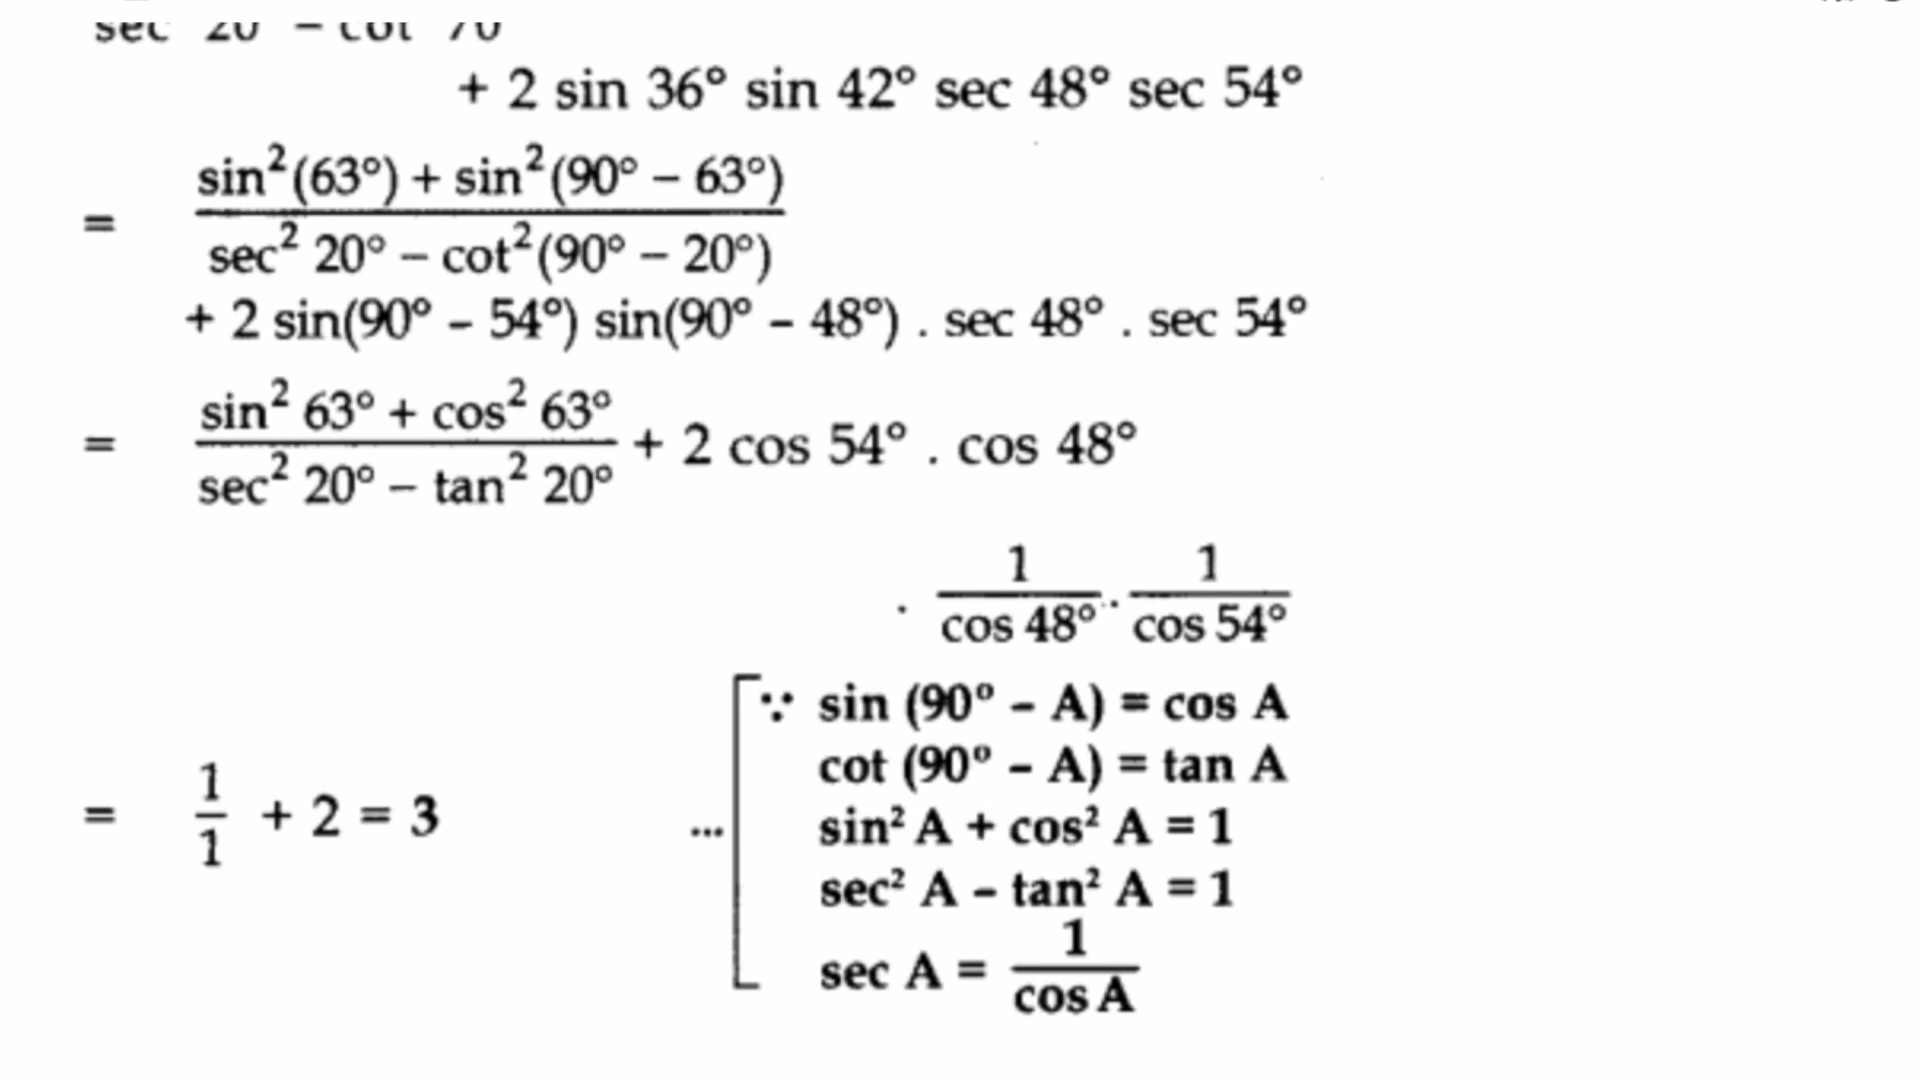 + 2 sin 36° sin 42° sec 48° sec 54°
= sin²(63°) + sin²(90° – 63°)
sec² 20° – cot²(90° – 20°)
+ 2 sin(90° – 54°) sin(90° – 48°) . sec 48° . sec 54°
= sin² 63° + cos² 63° + 2 cos 54° . cos 48°
sec² 20° – tan² 20°
. 1 . 1
cos 48° cos 54°
∵ sin (90° – A) = cos A
cot (90° – A) = tan A
= 1/1 + 2 = 3 ... sin² A + cos² A = 1
sec² A – tan² A = 1
sec A = 1
cos A